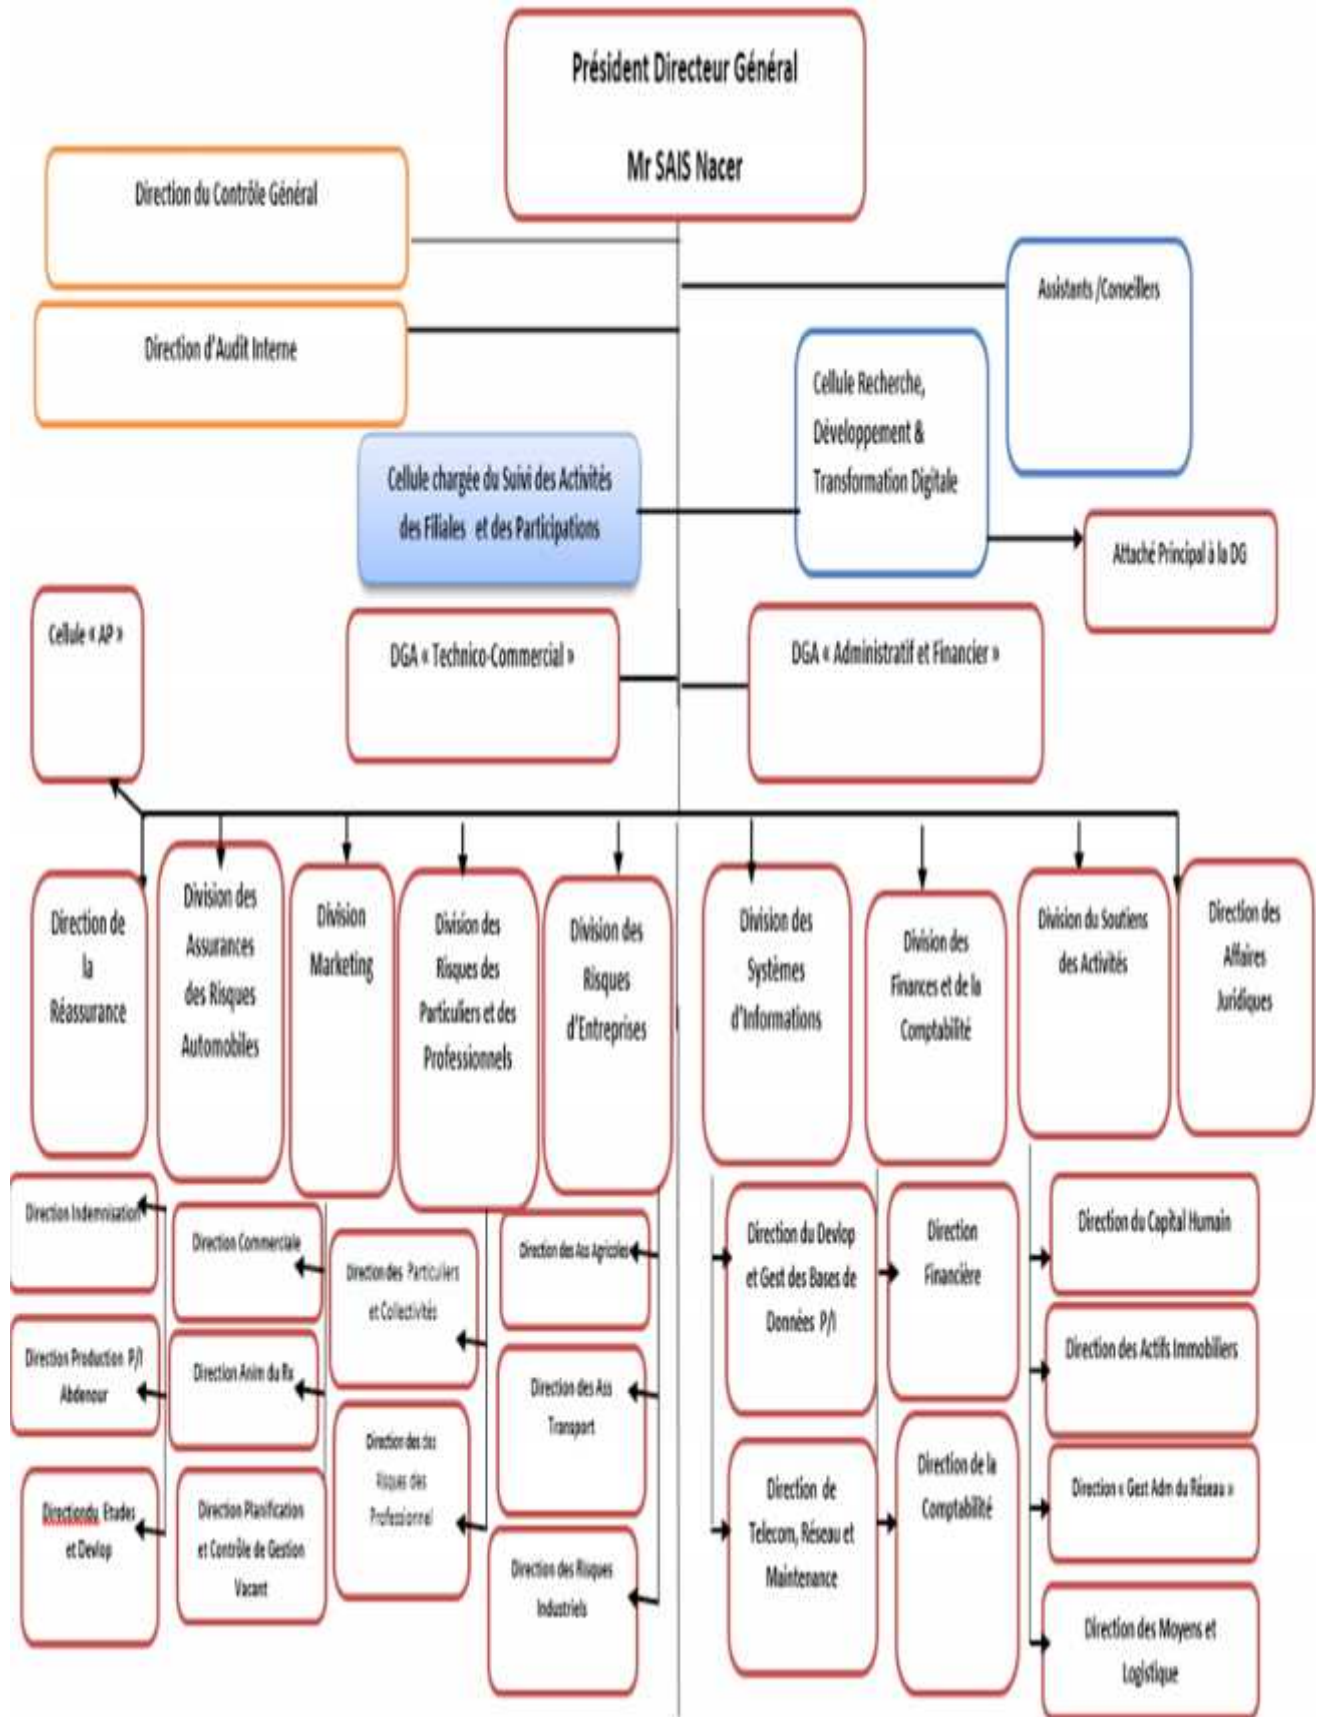 Président Directeur Général
Mr SAIS Nacer
Direction du Contrôle Général
Assistants /Conseillers
Direction d'Audit Interne
Cellule Recherche,
Développement &
Transformation Digitale
Cellule chargée du Suivi des Activités
des Filiales et des Participations
Attaché Principal à la DG
Cellule « AP »
DGA « Technico-Commercial »
DGA « Administratif et Financier »
Direction de
la
Réassurance
Division des
Assurances
des Risques
Automobiles
Division
Marketing
Division des
Risques des
Particuliers et des
Professionnels
Division des
Risques
d'Entreprises
Division des
Systèmes
d'Informations
Division des
Finances et de la
Comptabilité
Division du Soutiens
des Activités
Direction des
Affaires
Juridiques
Direction Indemnisation
Direction Production P/I
Abdenour
Directiondu Etudes
et Devlop
Direction Commerciale
Direction Anim du Rx
Direction Planification
et Contrôle de Gestion
Vacant
Direction des Particuliers
et Collectivités
Direction des des
Risques des
Professionnel
Direction des Ass Agricoles
Direction des Ass
Transport
Direction des Risques
Industriels
Direction du Devlop
et Gest des Bases de
Données P/I
Direction de
Telecom, Réseau et
Maintenance
Direction
Financière
Direction de la
Comptabilité
Direction du Capital Humain
Direction des Actifs Immobiliers
Direction « Gest Adm du Réseau »
Direction des Moyens et
Logistique